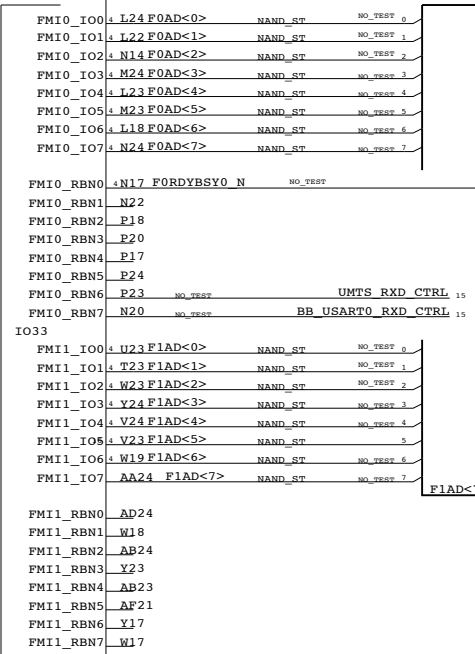 FMI0_IO0 4 L24 F0AD<0> NAND_ST NO_TEST 0
FMI0_IO1 4 L22 F0AD<1> NAND_ST NO_TEST 1
FMI0_IO2 4 N14 F0AD<2> NAND_ST NO_TEST 2
FMI0_IO3 4 M24 F0AD<3> NAND_ST NO_TEST 3
FMI0_IO4 4 L23 F0AD<4> NAND_ST NO_TEST 4
FMI0_IO5 4 M23 F0AD<5> NAND_ST NO_TEST 5
FMI0_IO6 4 L18 F0AD<6> NAND_ST NO_TEST 6
FMI0_IO7 4 N24 F0AD<7> NAND_ST NO_TEST 7
FMI0_RBN0 4 N17 F0RDYBSY0_N NO_TEST
FMI0_RBN1 N22
FMI0_RBN2 P18
FMI0_RBN3 P20
FMI0_RBN4 P17
FMI0_RBN5 P24
FMI0_RBN6 P23 NO_TEST UMTS_RXD_CTRL 15
FMI0_RBN7 N20 NO_TEST BB_USART0_RXD_CTRL 15
IO33
FMI1_IO0 4 U23 F1AD<0> NAND_ST NO_TEST 0
FMI1_IO1 4 T23 F1AD<1> NAND_ST NO_TEST 1
FMI1_IO2 4 W23 F1AD<2> NAND_ST NO_TEST 2
FMI1_IO3 4 Y24 F1AD<3> NAND_ST NO_TEST 3
FMI1_IO4 4 V24 F1AD<4> NAND_ST NO_TEST 4
FMI1_IO5 4 V23 F1AD<5> NAND_ST 5
FMI1_IO6 4 W19 F1AD<6> NAND_ST NO_TEST 6
FMI1_IO7 AA24 F1AD<7> NAND_ST NO_TEST 7
F1AD<7
FMI1_RBN0 AD24
FMI1_RBN1 W18
FMI1_RBN2 AB24
FMI1_RBN3 Y23
FMI1_RBN4 AB23
FMI1_RBN5 AF21
FMI1_RBN6 Y17
FMI1_RBN7 W17